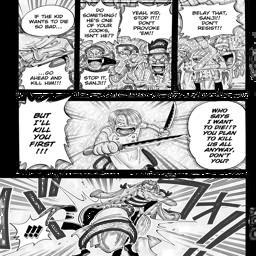 IF THE KID
WANTS TO DIE
SO BAD...
...GO
AHEAD AND
KILL HIM!!!
DO
SOMETHING!
HE'S ONE OF
YOUR
COOKS,
ISN'T HE!?
STOP IT,
SANJI!!
YEAH, KID,
STOP IT!!!
DON'T
PROVOKE
'EM!!
BELAY THAT,
SANJI!!
DON'T
RESIST!!
BUT
I'LL
KILL
YOU
FIRST
!!!
WHO
SAYS
I WANT
TO DIE!!?
YOU PLAN
TO KILL
US ALL
ANYWAY,
DON'T
YOU?
!!!